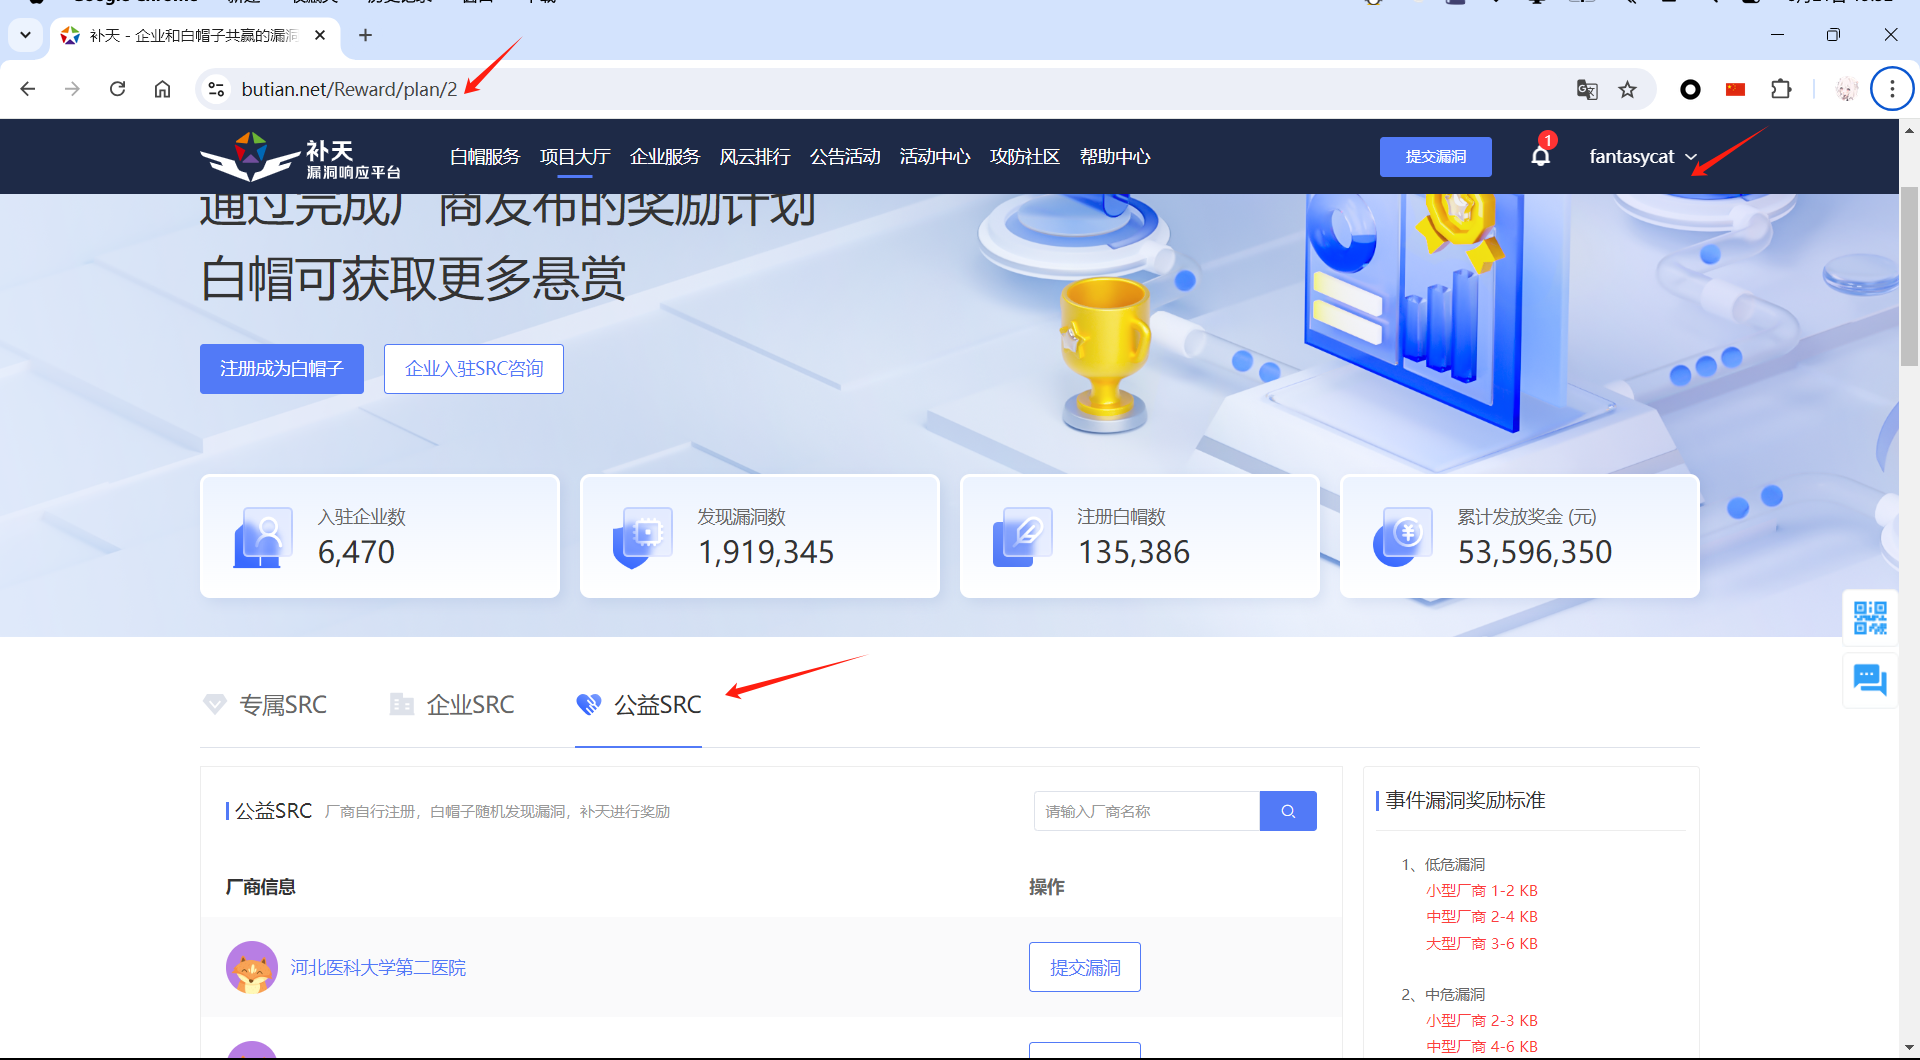 补天 - 企业和白帽子共赢的漏洞
butian.net/Reward/plan/2
补天
漏洞响应平台
白帽服务
项目大厅
企业服务
风云排行
公告活动
活动中心
攻防社区
帮助中心
提交漏洞
1
fantasycat
通过完成厂商发布的奖励计划
白帽可获取更多悬赏
注册成为白帽子
企业入驻SRC咨询
入驻企业数
6,470
发现漏洞数
1,919,345
注册白帽数
135,386
累计发放奖金 (元)
53,596,350
专属SRC
企业SRC
公益SRC
公益SRC
厂商自行注册，白帽子随机发现漏洞，补天进行奖励
请输入厂商名称
厂商信息
操作
河北医科大学第二医院
提交漏洞
事件漏洞奖励标准
1、低危漏洞
小型厂商 1-2 KB
中型厂商 2-4 KB
大型厂商 3-6 KB
2、中危漏洞
小型厂商 2-3 KB
中型厂商 4-6 KB